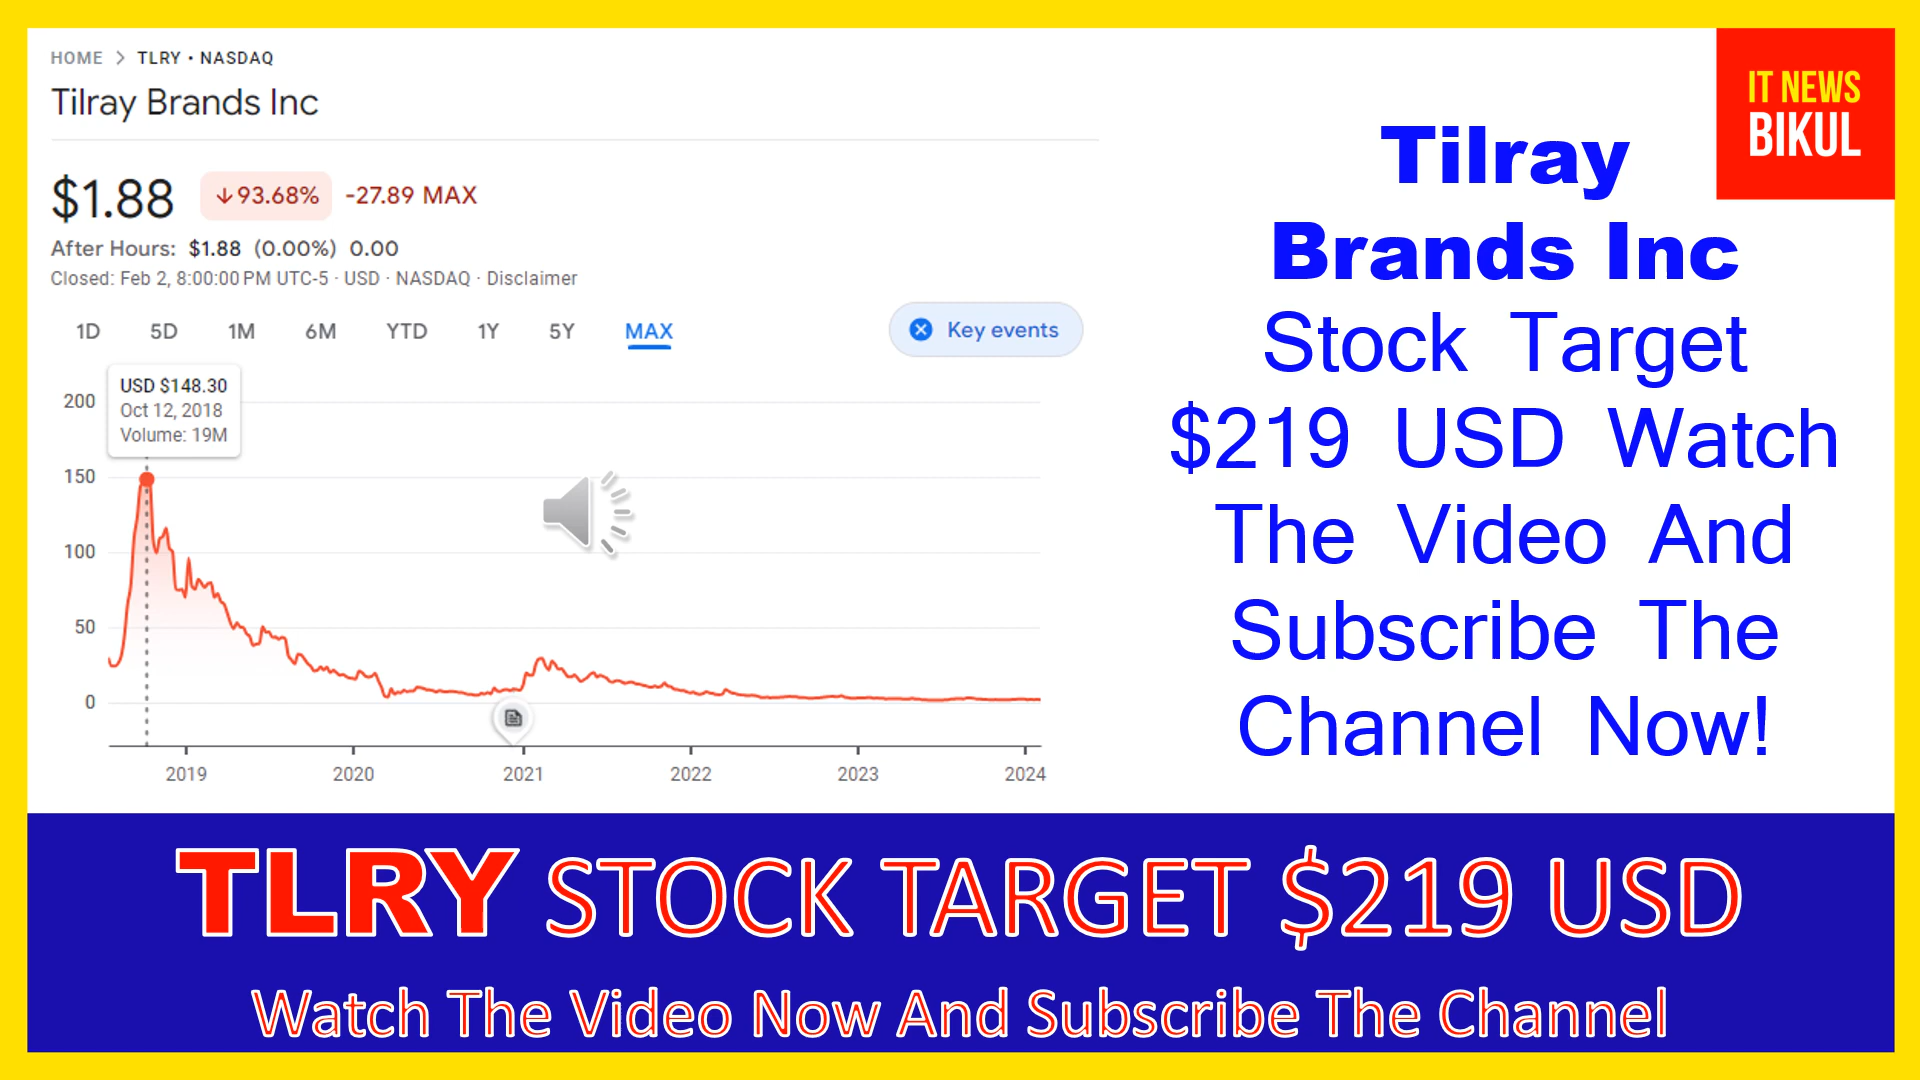 HOME > TLRY • NASDAQ
Tilray Brands Inc
$1.88 ↓93.68% -27.89 MAX
After Hours: $1.88 (0.00%) 0.00
Closed: Feb 2, 8:00:00 PM UTC-5 · USD · NASDAQ · Disclaimer
1D 5D 1M 6M YTD 1Y 5Y MAX
Key events
USD $148.30
Oct 12, 2018
Volume: 19M
200
150
100
50
0
2019 2020 2021 2022 2023 2024
IT NEWS
BIKUL
Tilray
Brands Inc
Stock Target
$219 USD Watch
The Video And
Subscribe The
Channel Now!
TLRY STOCK TARGET $219 USD
Watch The Video Now And Subscribe The Channel